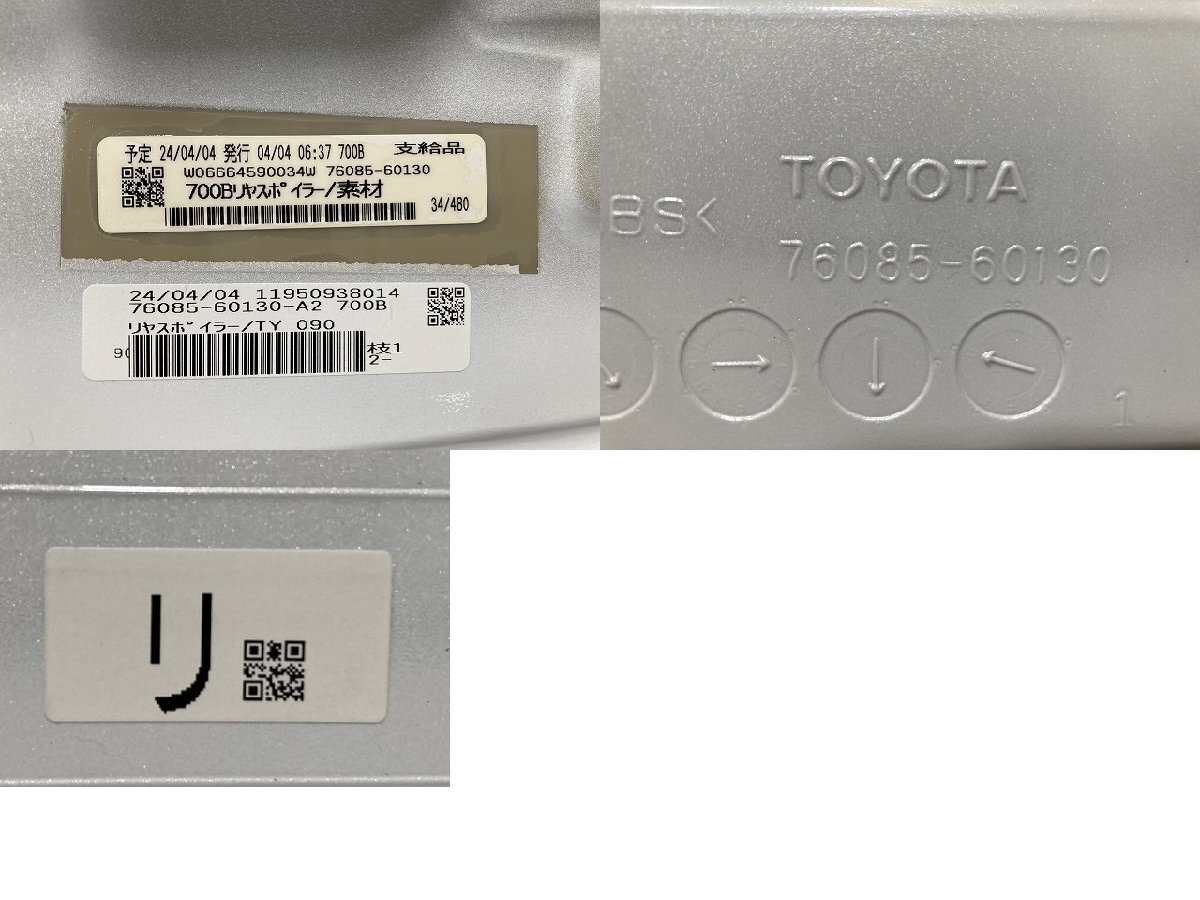 予定 24/04/04 発行 04/04 06:37 700B 支給品
W06664590034W 76085-60130
700Bリヤスポイラー/素材
34/480
24/04/04 11950938014
76085-60130-A2 700B
リヤスポイラー/TY 090
90
枝1
2-
TOYOTA
BS<
76085-60130
1
リ